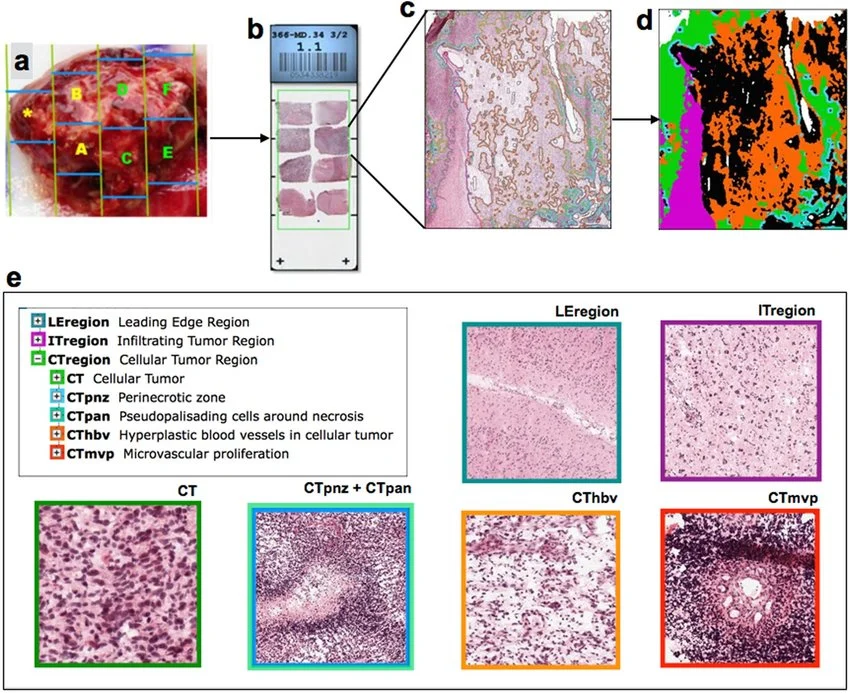 a
b
c
d
B
D
F
*
A
C
E
366-MD.34 3/2
1.1
+ +
e
LEregion Leading Edge Region
ITregion Infiltrating Tumor Region
CTregion Cellular Tumor Region
CT Cellular Tumor
CTpnz Perinecrotic zone
CTpan Pseudopalisading cells around necrosis
CThbv Hyperplastic blood vessels in cellular tumor
CTmvp Microvascular proliferation
LEregion
ITregion
CT
CTpnz + CTpan
CThbv
CTmvp